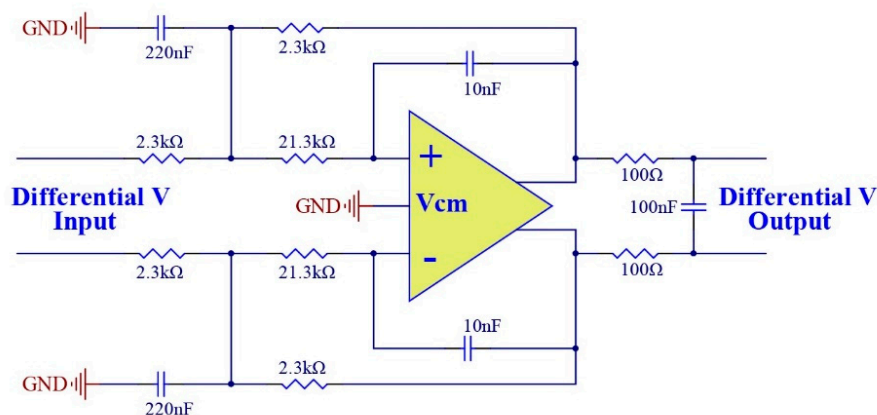 GND
220nF
2.3kΩ
10nF
2.3kΩ
21.3kΩ
+
100Ω
Differential V
Input
GND
Vcm
100nF
Differential V
Output
2.3kΩ
21.3kΩ
-
100Ω
10nF
GND
220nF
2.3kΩ